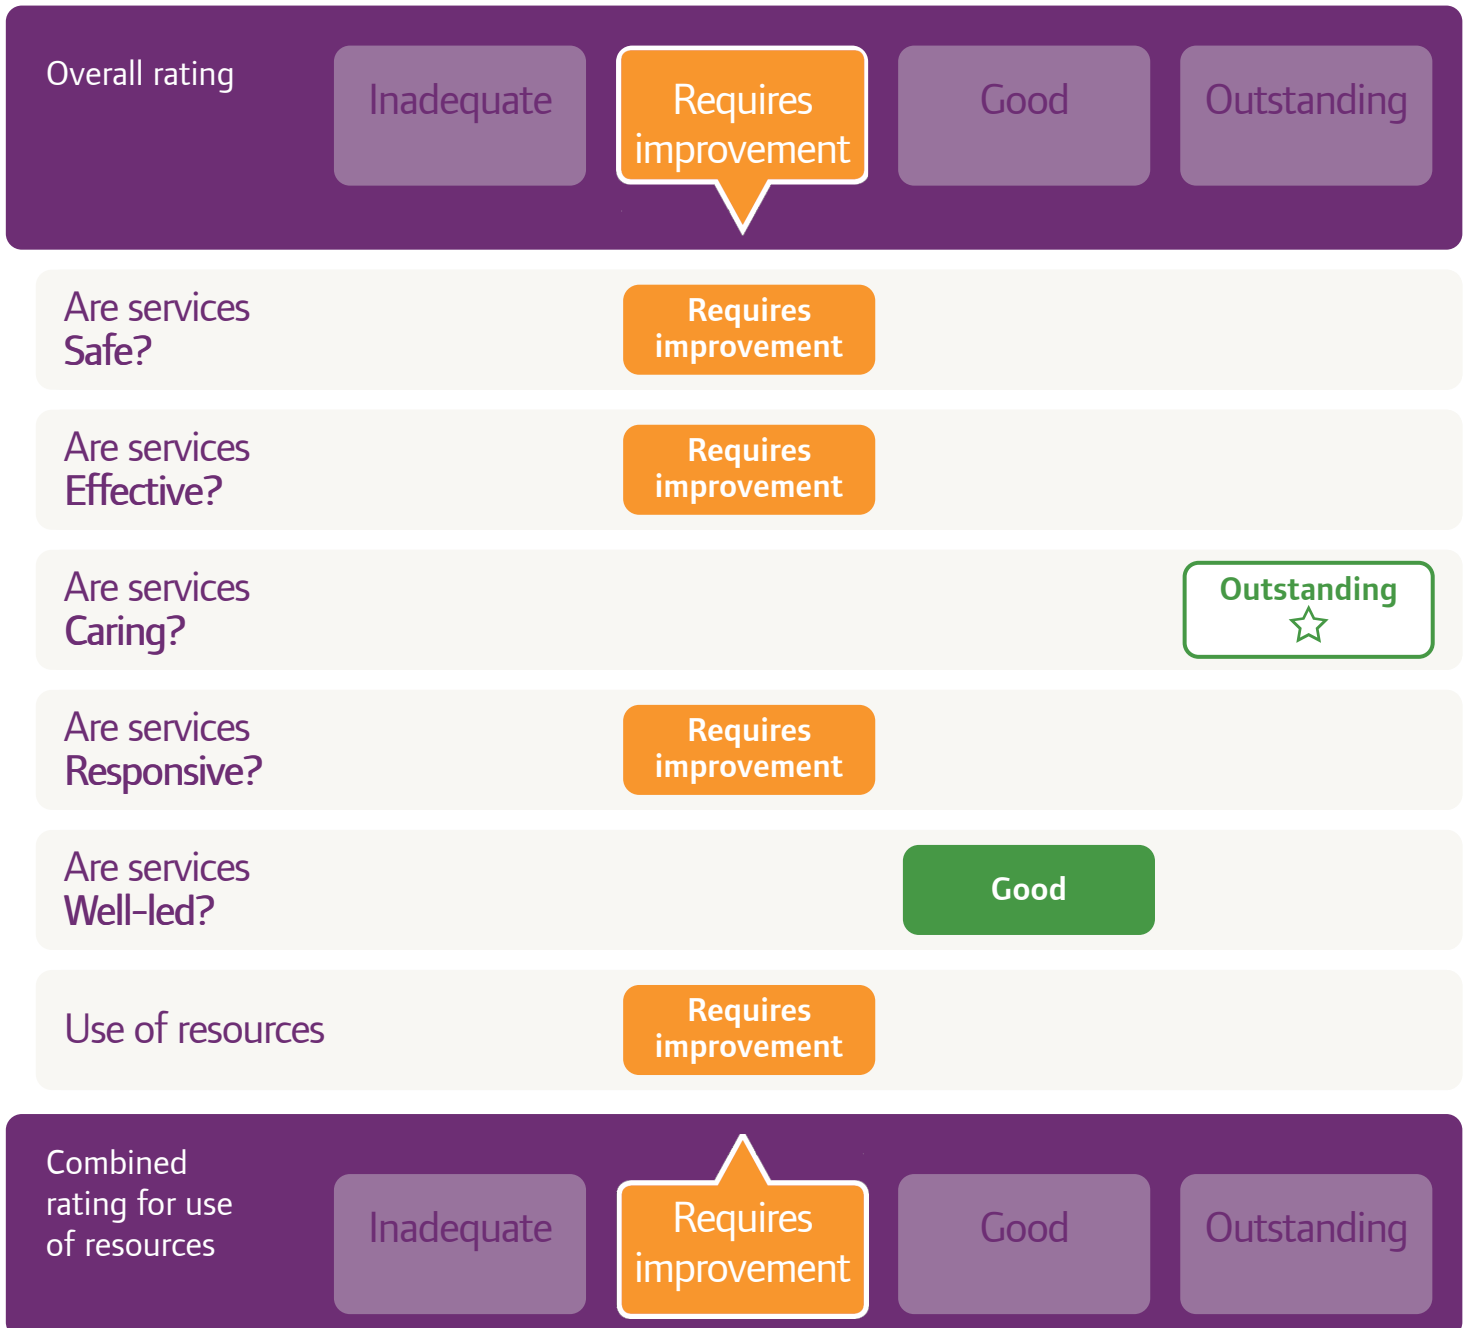 Overall rating
Inadequate
Requires
improvement
Good
Outstanding
Are services
Safe?
Requires
improvement
Are services
Effective?
Requires
improvement
Are services
Caring?
Outstanding
Are services
Responsive?
Requires
improvement
Are services
Well-led?
Good
Use of resources
Requires
improvement
Combined
rating for use
of resources
Inadequate
Requires
improvement
Good
Outstanding